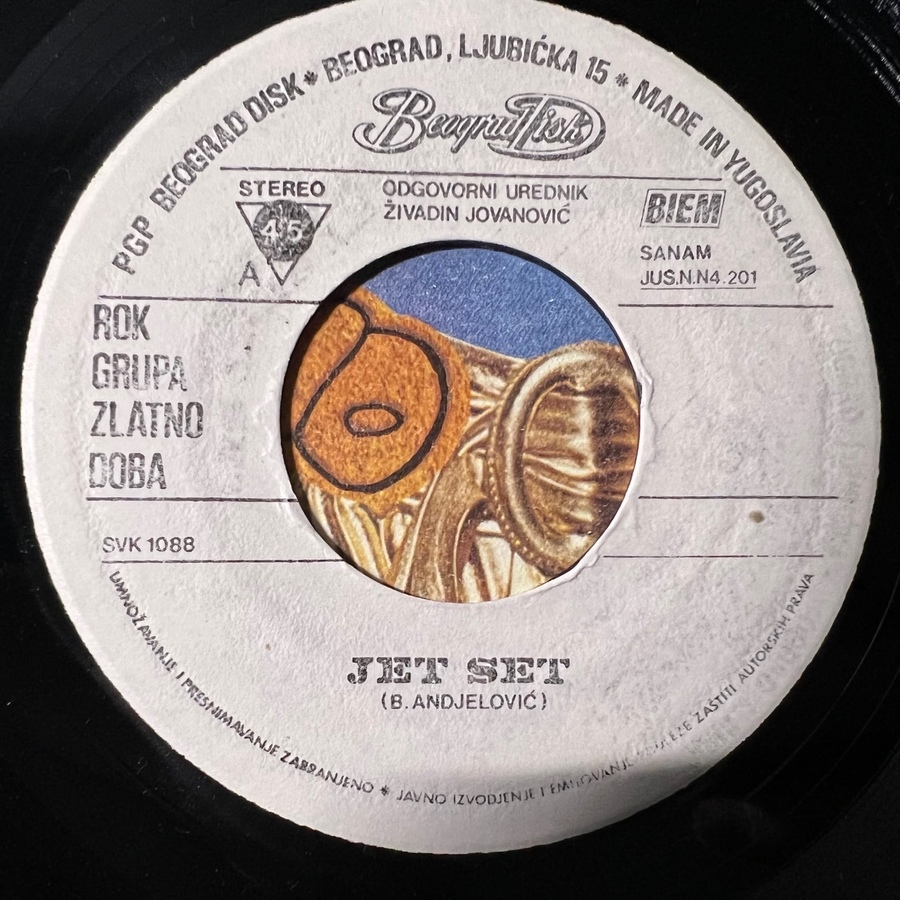 PGP BEOGRAD DISK * BEOGRAD, LJUBIĆKA 15 * MADE IN YUGOSLAVIA
Beograd Disk
STEREO
45
A
ODGOVORNI UREDNIK
ŽIVADIN JOVANOVIĆ
BIEM
SANAM
JUS.N.N4.201
ROK
GRUPA
ZLATNO
DOBA
SVK 1088
JET SET
(B. ANDJELOVIĆ)
UMNOŽAVANJE I PRESNIMAVANJE ZABRANJENO * JAVNO IZVODJENJE I EMITOVANJE PODLEŽE ZAŠTITI AUTORSKIH PRAVA